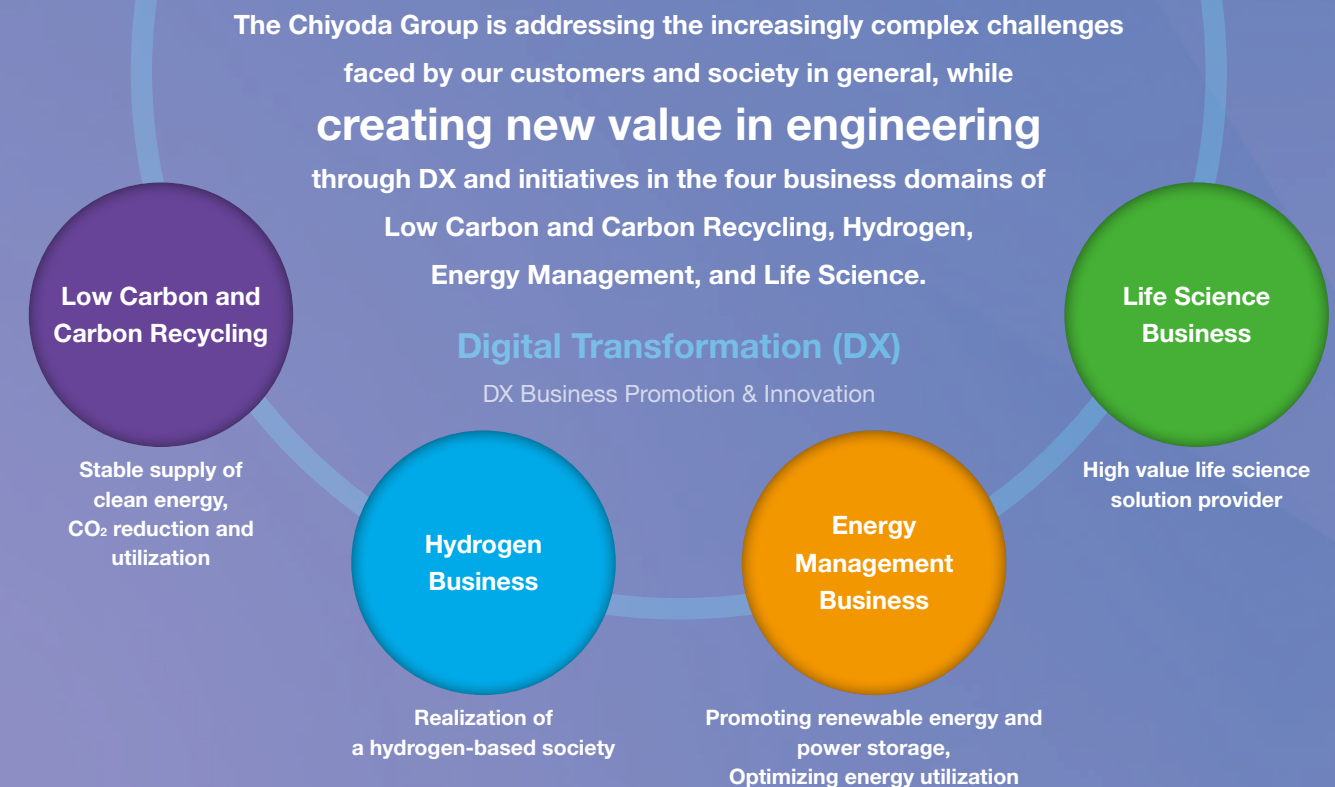 The Chiyoda Group is addressing the increasingly complex challenges
faced by our customers and society in general, while
creating new value in engineering
through DX and initiatives in the four business domains of
Low Carbon and Carbon Recycling, Hydrogen,
Energy Management, and Life Science.
Digital Transformation (DX)
DX Business Promotion & Innovation
Low Carbon and
Carbon Recycling
Stable supply of
clean energy,
CO₂ reduction and
utilization
Hydrogen
Business
Realization of
a hydrogen-based society
Energy
Management
Business
Promoting renewable energy and
power storage,
Optimizing energy utilization
Life Science
Business
High value life science
solution provider